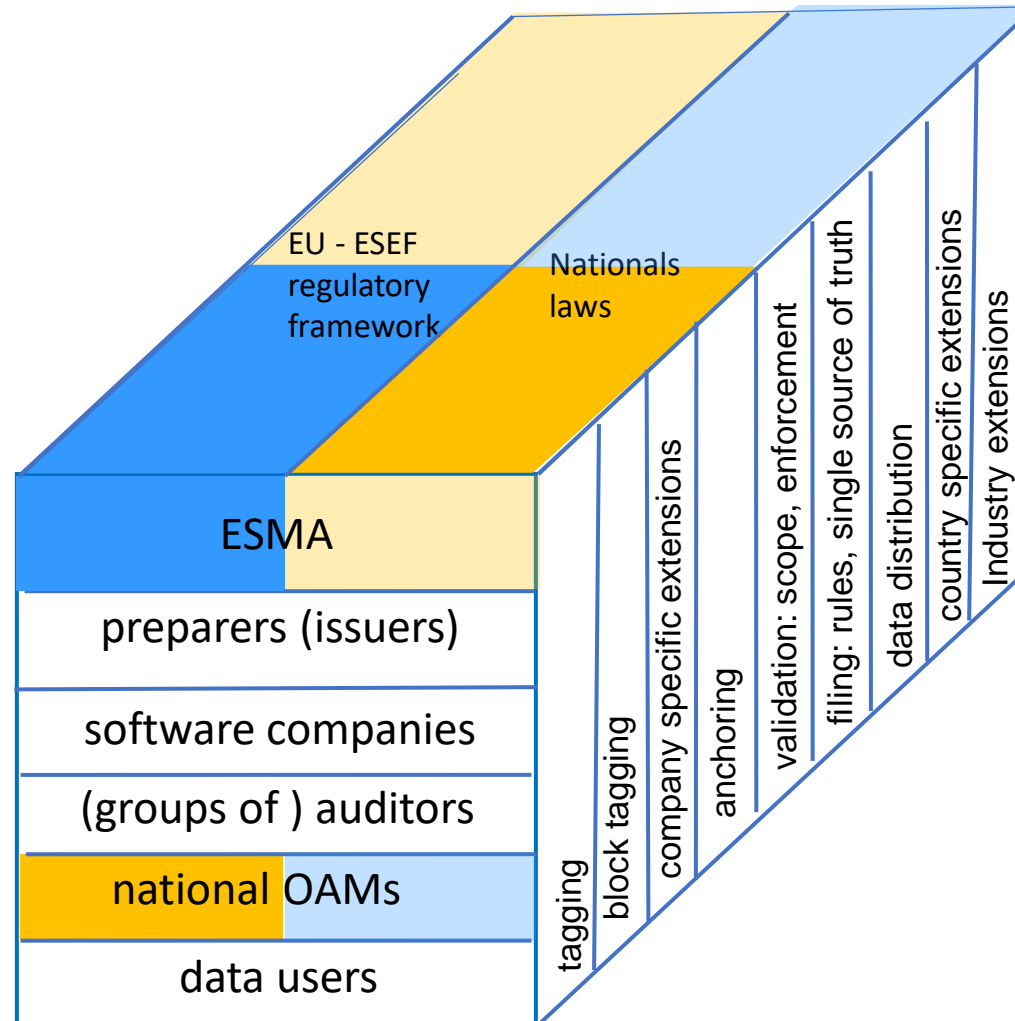 EU - ESEF
regulatory
framework
Nationals
laws
ESMA
preparers (issuers)
software companies
(groups of ) auditors
national OAMs
data users
tagging
block tagging
company specific extensions
anchoring
validation: scope, enforcement
filing: rules, single source of truth
data distribution
country specific extensions
Industry extensions